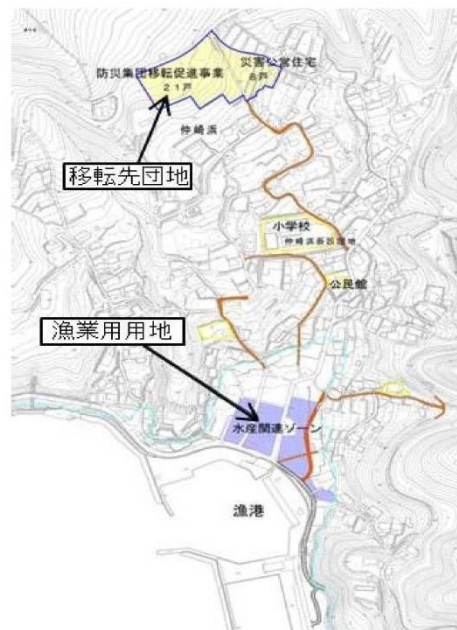 防災集団移転促進事業
21戸
災害公営住宅
8戸
仲崎浜
移転先団地
小学校
公民館
漁業用用地
水産関連ゾーン
漁港